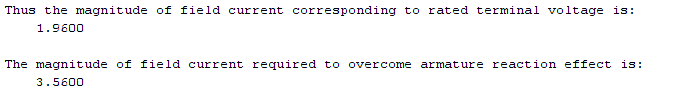 Thus the magnitude of field current corresponding to rated terminal voltage is:
1.9600
The magnitude of field current required to overcome armature reaction effect is:
3.5600